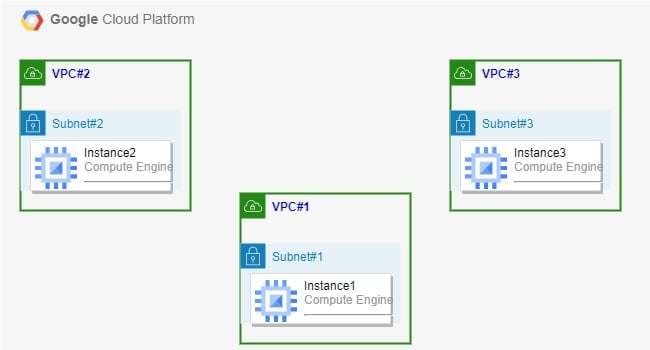 Google Cloud Platform
VPC#2
Subnet#2
Instance2
Compute Engine
VPC#3
Subnet#3
Instance3
Compute Engine
VPC#1
Subnet#1
Instance1
Compute Engine